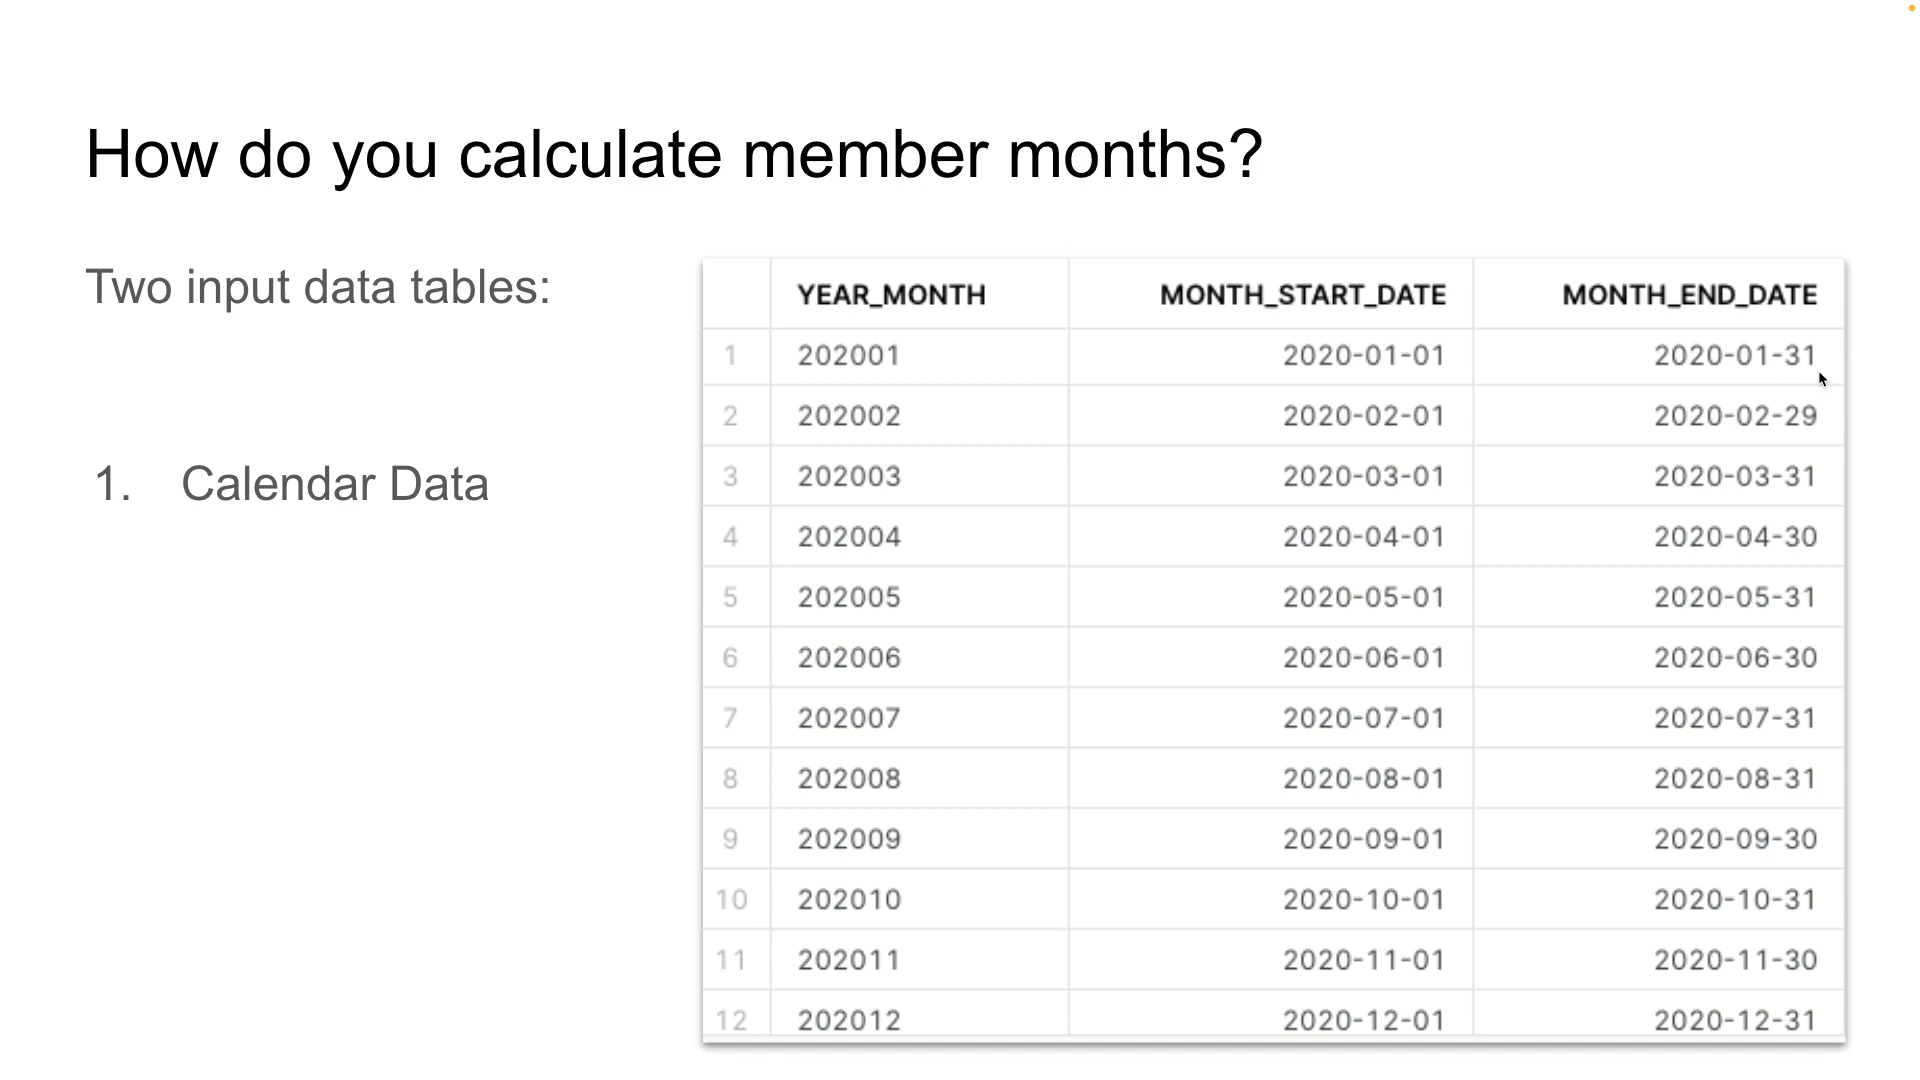 How do you calculate member months?
Two input data tables:
1. Calendar Data
YEAR_MONTH MONTH_START_DATE MONTH_END_DATE
1 202001 2020-01-01 2020-01-31
2 202002 2020-02-01 2020-02-29
3 202003 2020-03-01 2020-03-31
4 202004 2020-04-01 2020-04-30
5 202005 2020-05-01 2020-05-31
6 202006 2020-06-01 2020-06-30
7 202007 2020-07-01 2020-07-31
8 202008 2020-08-01 2020-08-31
9 202009 2020-09-01 2020-09-30
10 202010 2020-10-01 2020-10-31
11 202011 2020-11-01 2020-11-30
12 202012 2020-12-01 2020-12-31